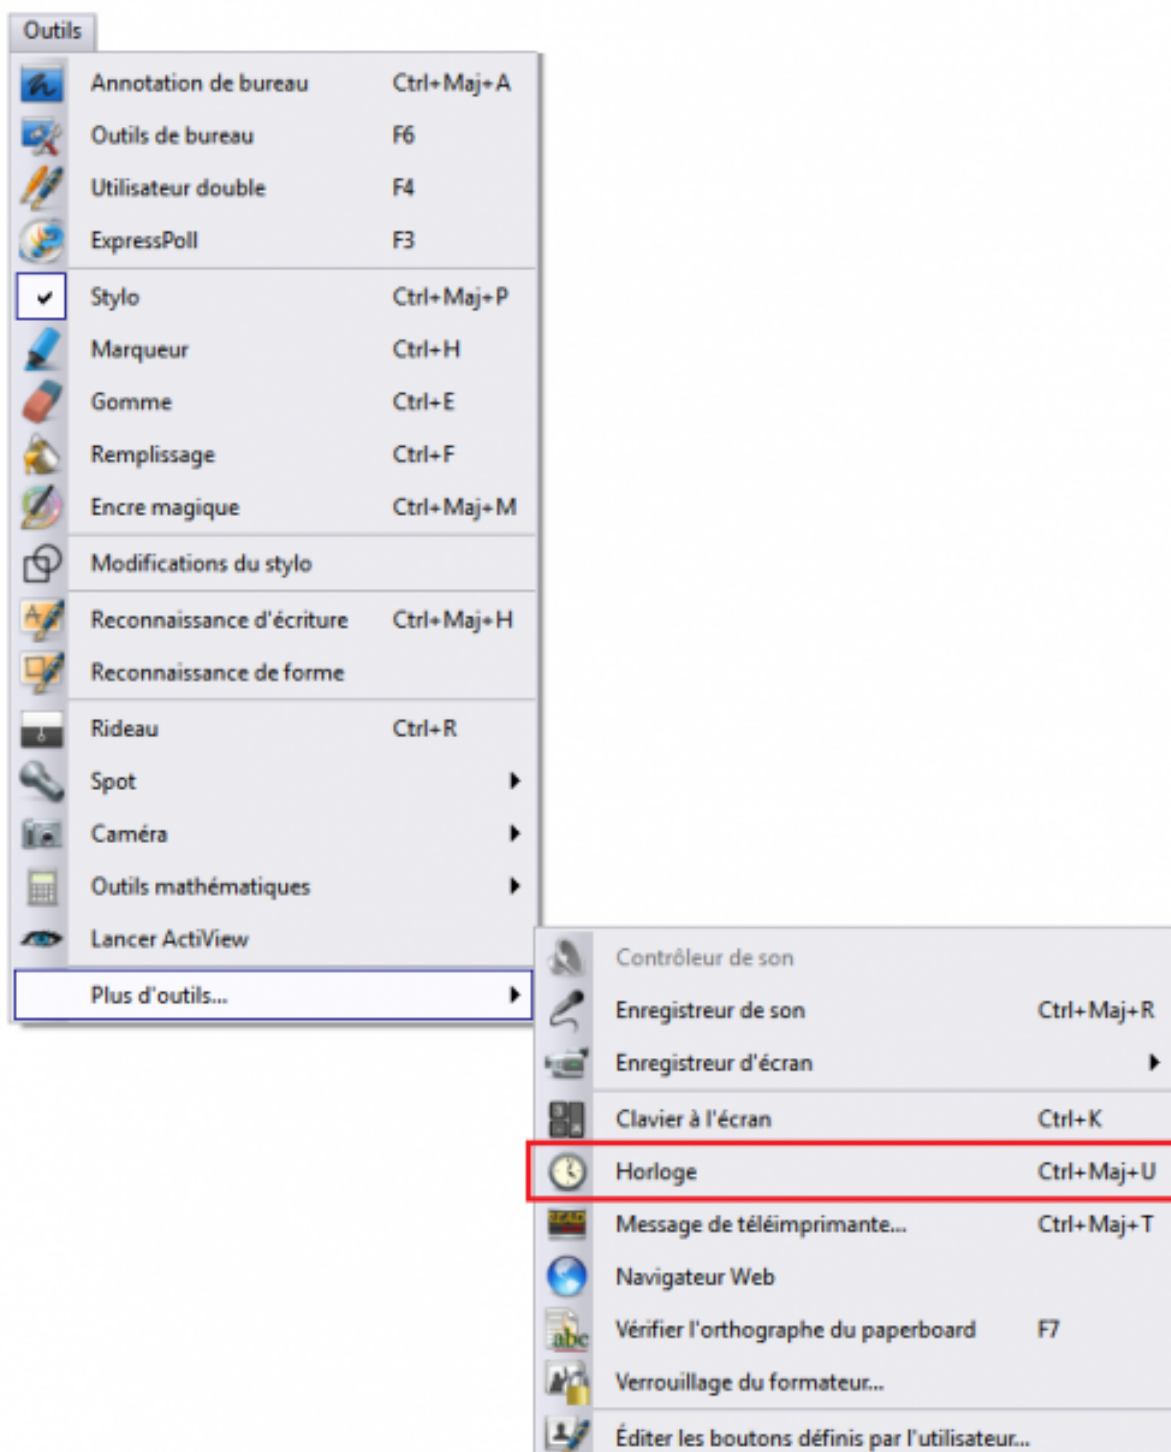 Outils
Annotation de bureau Ctrl+Maj+A
Outils de bureau F6
Utilisateur double F4
ExpressPoll F3
Stylo Ctrl+Maj+P
Marqueur Ctrl+H
Gomme Ctrl+E
Remplissage Ctrl+F
Encre magique Ctrl+Maj+M
Modifications du stylo
Reconnaissance d'écriture Ctrl+Maj+H
Reconnaissance de forme
Rideau Ctrl+R
Spot
Caméra
Outils mathématiques
Lancer ActiView
Plus d'outils...
Contrôleur de son
Enregistreur de son Ctrl+Maj+R
Enregistreur d'écran
Clavier à l'écran Ctrl+K
Horloge Ctrl+Maj+U
Message de téléimprimante... Ctrl+Maj+T
Navigateur Web
abc
Vérifier l'orthographe du paperboard F7
Verrouillage du formateur...
Éditer les boutons définis par l'utilisateur...